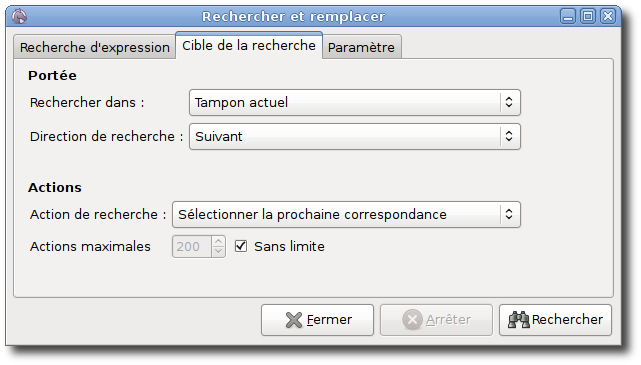 Rechercher et remplacer
Recherche d'expression Cible de la recherche Paramètre
Portée
Rechercher dans : Tampon actuel
Direction de recherche : Suivant
Actions
Action de recherche : Sélectionner la prochaine correspondance
Actions maximales 200 Sans limite
Fermer Arrêter Rechercher